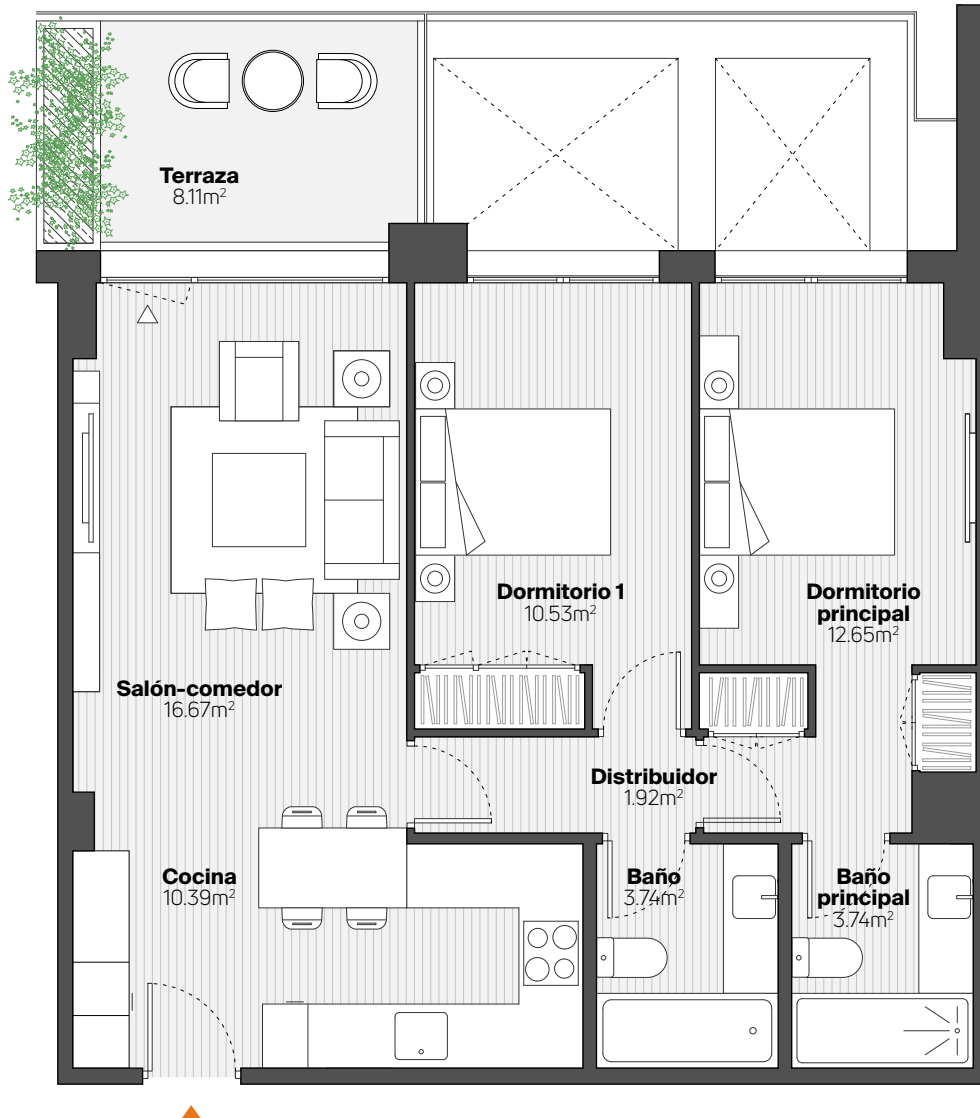 Terraza
8.11m²
Dormitorio 1
10.53m²
Dormitorio
principal
12.65m²
Salón-comedor
16.67m²
Distribuidor
1.92m²
Cocina
10.39m²
Baño
3.74m²
Baño
principal
3.74m²